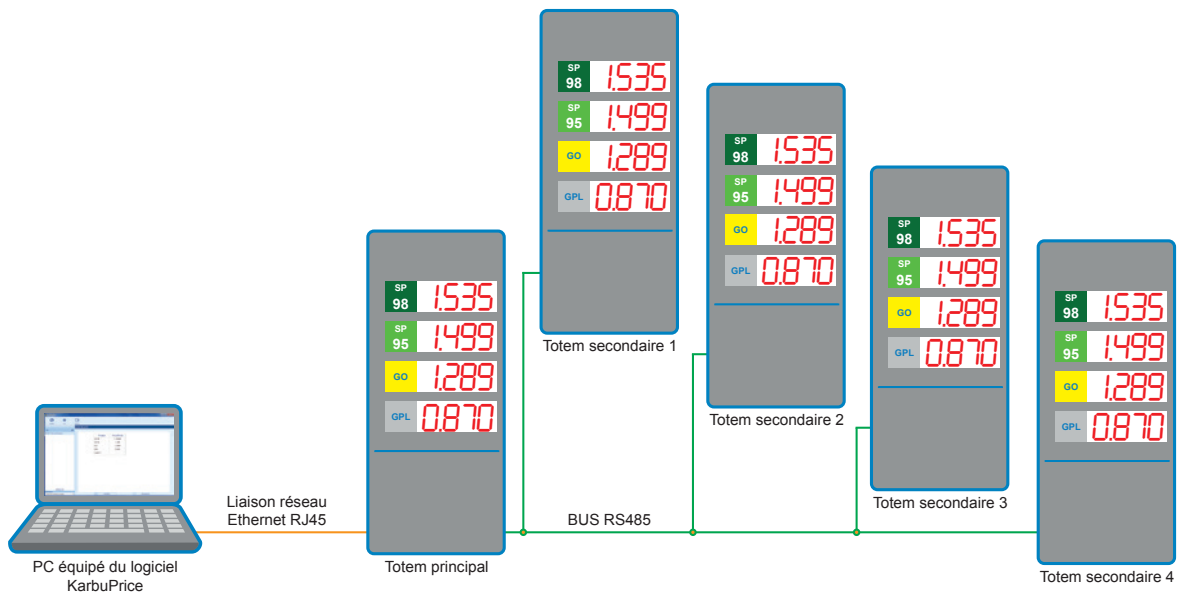 SP
98 1.535
SP
95 1.499
GO 1.289
GPL 0.870
Totem secondaire 1
SP
98 1.535
SP
95 1.499
GO 1.289
GPL 0.870
Totem secondaire 2
SP
98 1.535
SP
95 1.499
GO 1.289
GPL 0.870
Totem secondaire 3
SP
98 1.535
SP
95 1.499
GO 1.289
GPL 0.870
Totem secondaire 4
SP
98 1.535
SP
95 1.499
GO 1.289
GPL 0.870
Totem principal
Liaison réseau
Ethernet RJ45
BUS RS485
PC équipé du logiciel
KarbuPrice